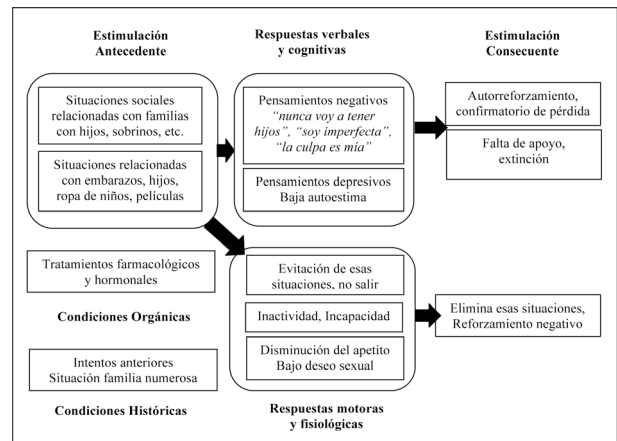 Estimulación
Antecedente
Situaciones sociales
relacionadas con familias
con hijos, sobrinos, etc.
Situaciones relacionadas
con embarazos, hijos,
ropa de niños, películas
Tratamientos farmacológicos
y hormonales
Condiciones Orgánicas
Intentos anteriores
Situación familia numerosa
Condiciones Históricas
Respuestas verbales
y cognitivas
Pensamientos negativos
“nunca voy a tener
hijos”, “soy imperfecta”,
“la culpa es mía”
Pensamientos depresivos
Baja autoestima
Evitación de esas
situaciones, no salir
Inactividad, Incapacidad
Disminución del apetito
Bajo deseo sexual
Respuestas motoras
y fisiológicas
Estimulación
Consecuente
Autorreforzamiento,
confirmatorio de pérdida
Falta de apoyo,
extinción
Elimina esas situaciones,
Reforzamiento negativo